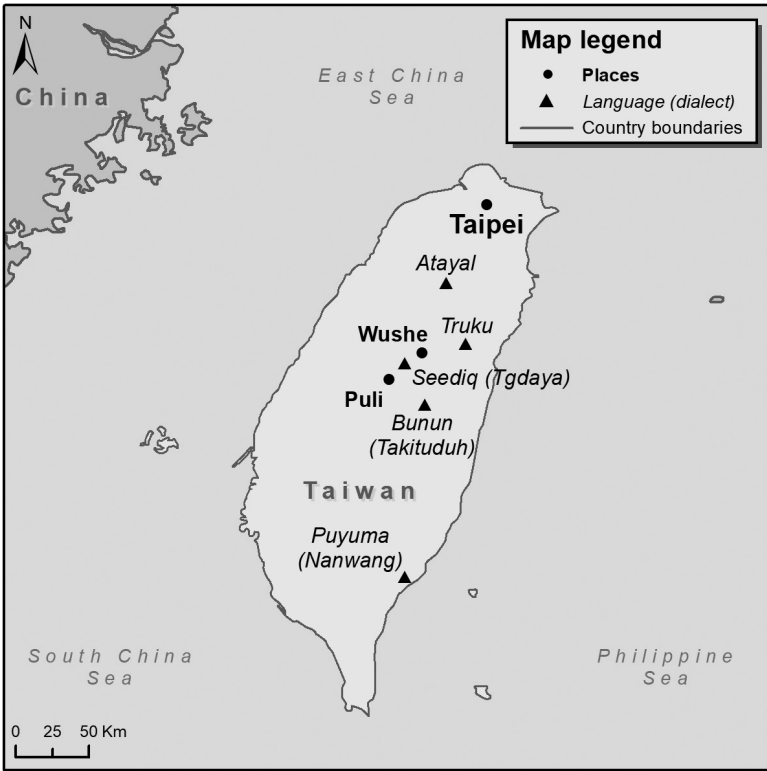 N
China
East China
Sea
Map legend
Places
Language (dialect)
Country boundaries
Taipei
Atayal
Truku
Wushe
Seediq (Tgdaya)
Puli
Bunun
(Takituduh)
Taiwan
Puyuma
(Nanwang)
South China
Sea
Philippine
Sea
0 25 50 Km